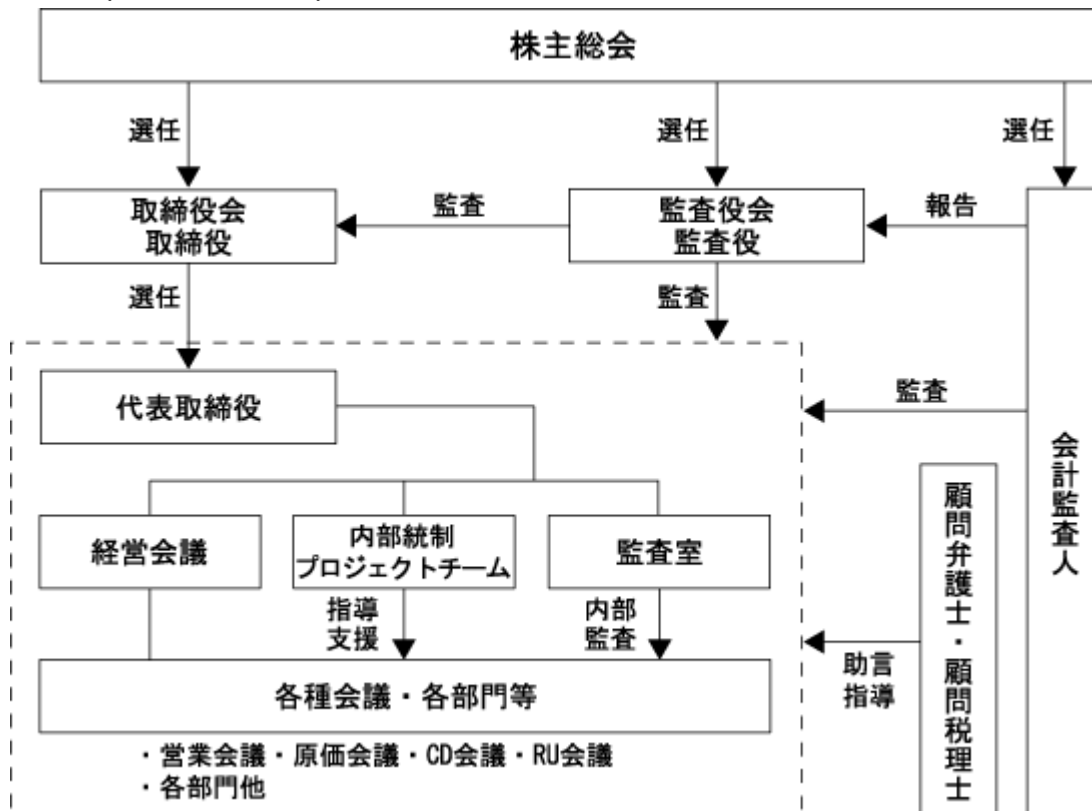 株主総会
選任
選任
選任
取締役会
取締役
監査
監査役会
監査役
報告
選任
監査
代表取締役
監査
会計監査人
経営会議
内部統制
プロジェクトチーム
監査室
顧問弁護士・顧問税理士
指導
支援
内部
監査
助言
指導
各種会議・各部門等
・営業会議・原価会議・CD会議・RU会議
・各部門他